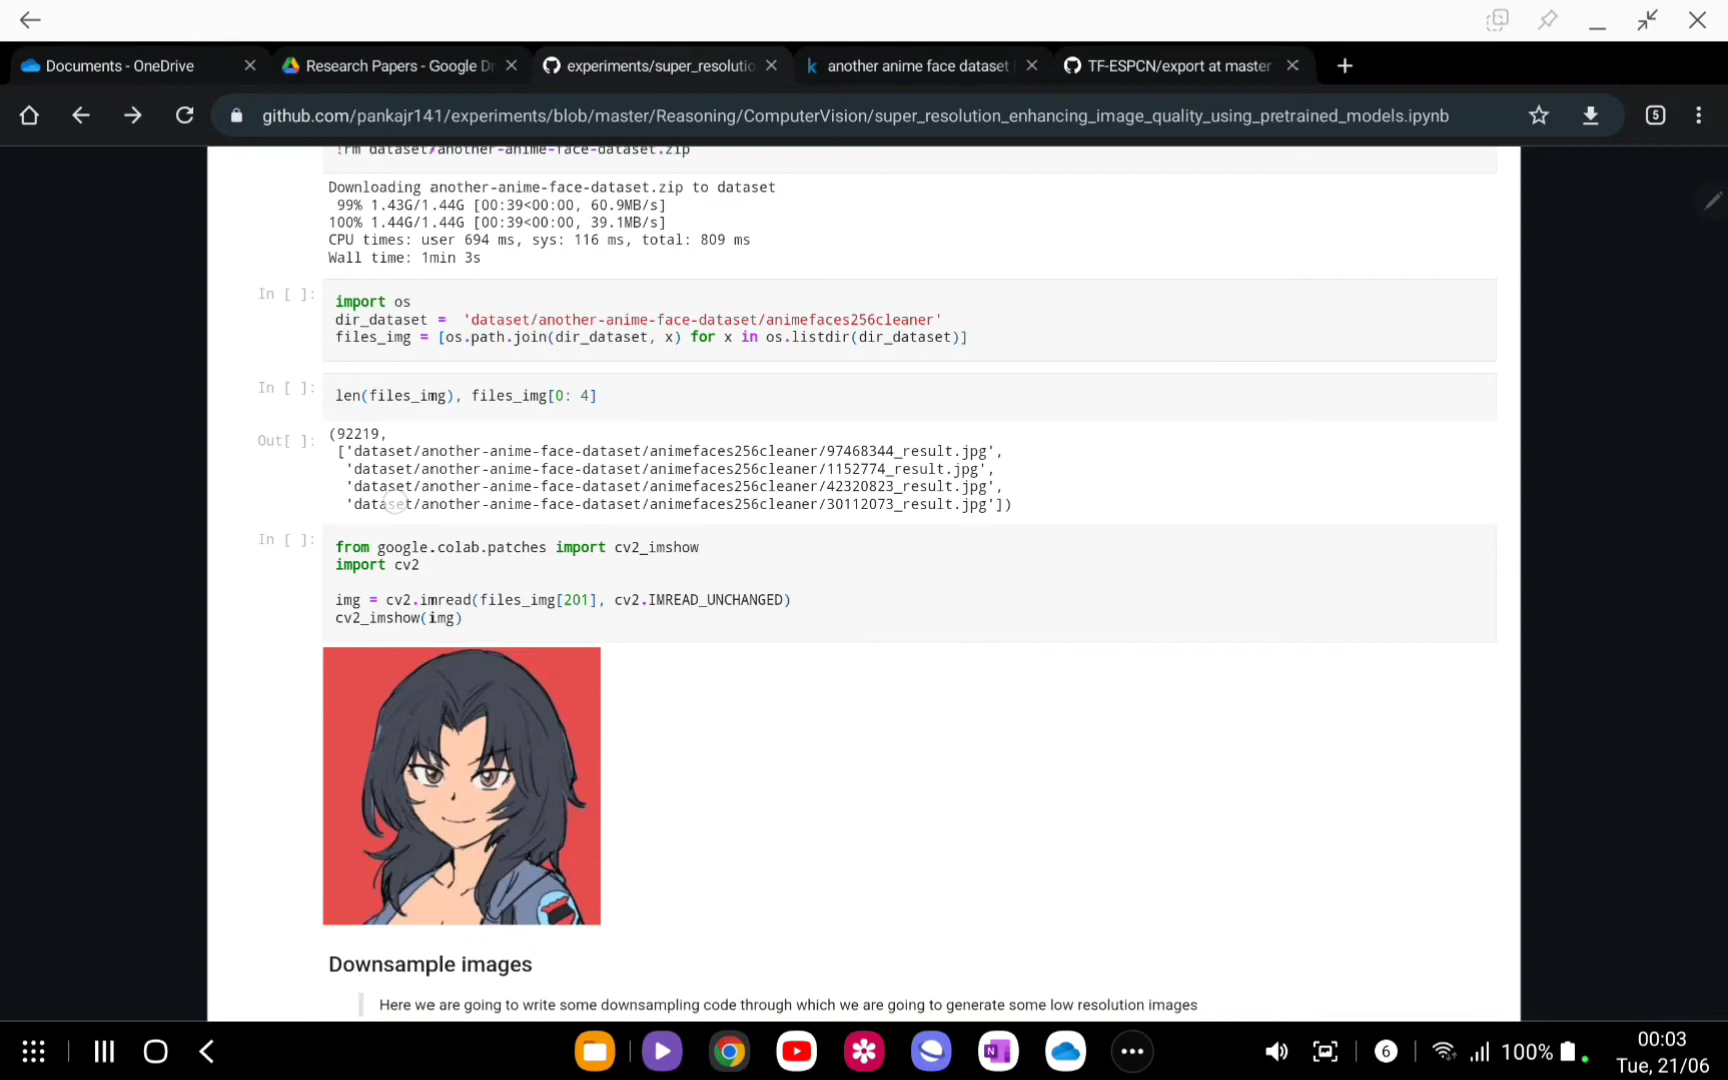 Documents - OneDrive
Research Papers - Google Dr
experiments/super_resolutio
another anime face dataset
TF-ESPCN/export at master
github.com/pankajr141/experiments/blob/master/Reasoning/ComputerVision/super_resolution_enhancing_image_quality_using_pretrained_models.ipynb
5
!rm dataset/another-anime-face-dataset.zip
Downloading another-anime-face-dataset.zip to dataset
99% 1.43G/1.44G [00:39<00:00, 60.9MB/s]
100% 1.44G/1.44G [00:39<00:00, 39.1MB/s]
CPU times: user 694 ms, sys: 116 ms, total: 809 ms
Wall time: 1min 3s
In [ ]:
import os
dir_dataset =  'dataset/another-anime-face-dataset/animefaces256cleaner'
files_img = [os.path.join(dir_dataset, x) for x in os.listdir(dir_dataset)]
In [ ]:
len(files_img), files_img[0: 4]
Out[ ]:
(92219,
['dataset/another-anime-face-dataset/animefaces256cleaner/97468344_result.jpg',
'dataset/another-anime-face-dataset/animefaces256cleaner/1152774_result.jpg',
'dataset/another-anime-face-dataset/animefaces256cleaner/42320823_result.jpg',
'dataset/another-anime-face-dataset/animefaces256cleaner/30112073_result.jpg'])
In [ ]:
from google.colab.patches import cv2_imshow
import cv2
img = cv2.imread(files_img[201], cv2.IMREAD_UNCHANGED)
cv2_imshow(img)
Downsample images
Here we are going to write some downsampling code through which we are going to generate some low resolution images
6
100%
00:03
Tue, 21/06